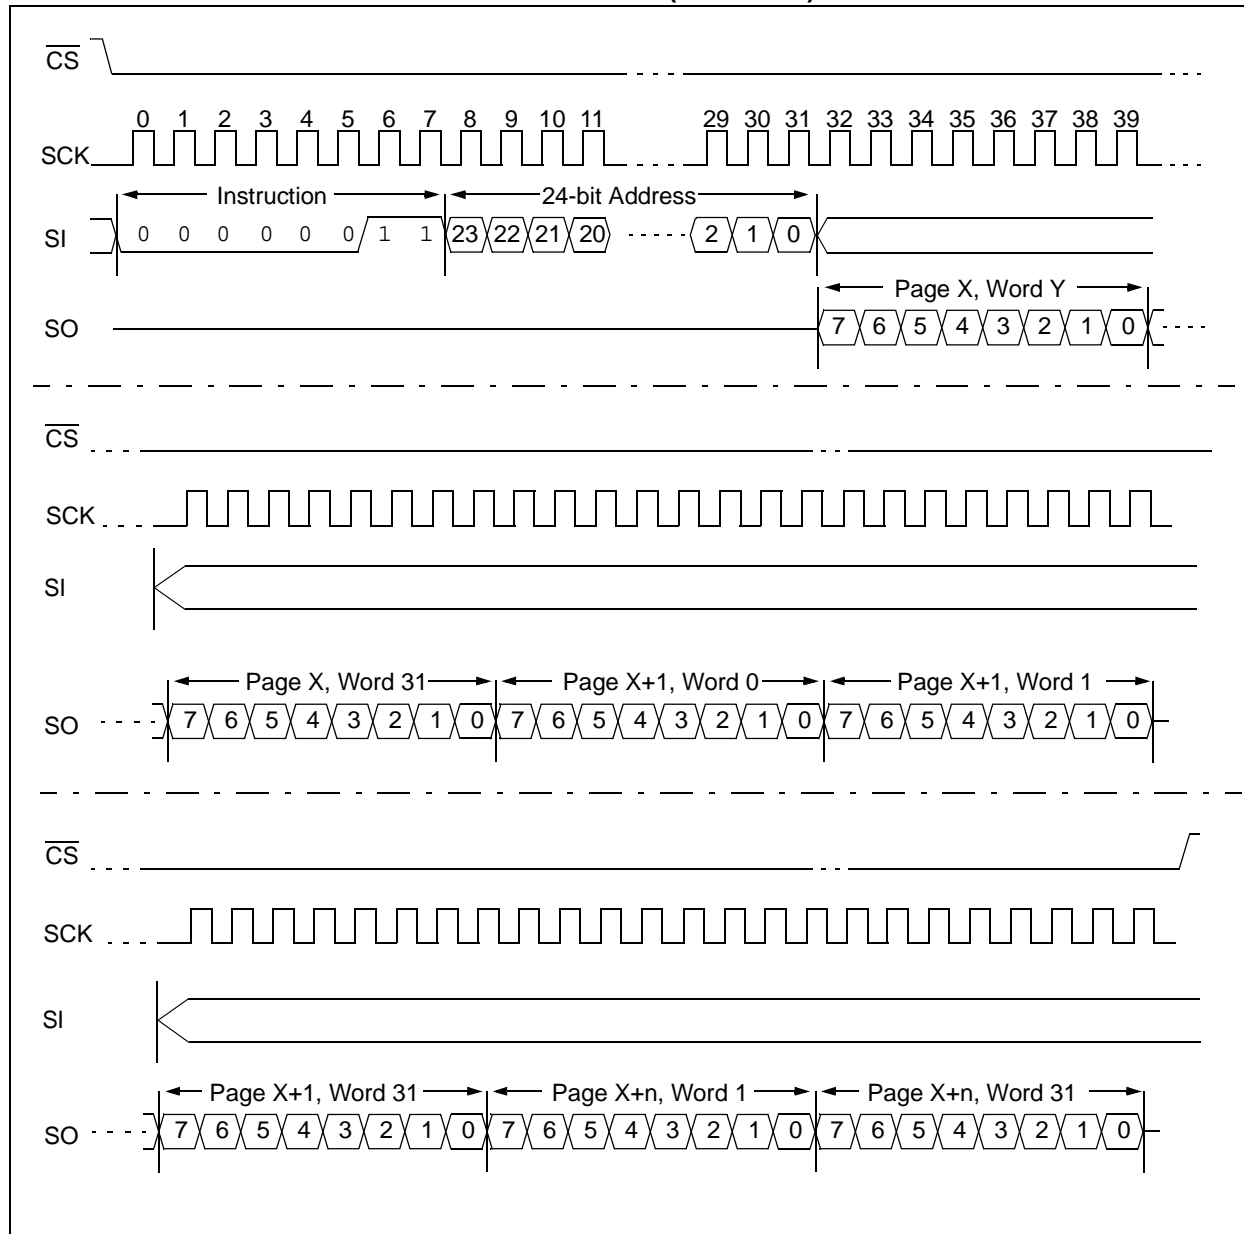 CS
0 1 2 3 4 5 6 7 8 9 10 11 29 30 31 32 33 34 35 36 37 38 39
SCK
Instruction 24-bit Address
SI 0 0 0 0 0 0 1 1 23 22 21 20 2 1 0
Page X, Word Y
SO 7 6 5 4 3 2 1 0
CS
SCK
SI
Page X, Word 31 Page X+1, Word 0 Page X+1, Word 1
SO 7 6 5 4 3 2 1 0 7 6 5 4 3 2 1 0 7 6 5 4 3 2 1 0
CS
SCK
SI
Page X+1, Word 31 Page X+n, Word 1 Page X+n, Word 31
SO 7 6 5 4 3 2 1 0 7 6 5 4 3 2 1 0 7 6 5 4 3 2 1 0